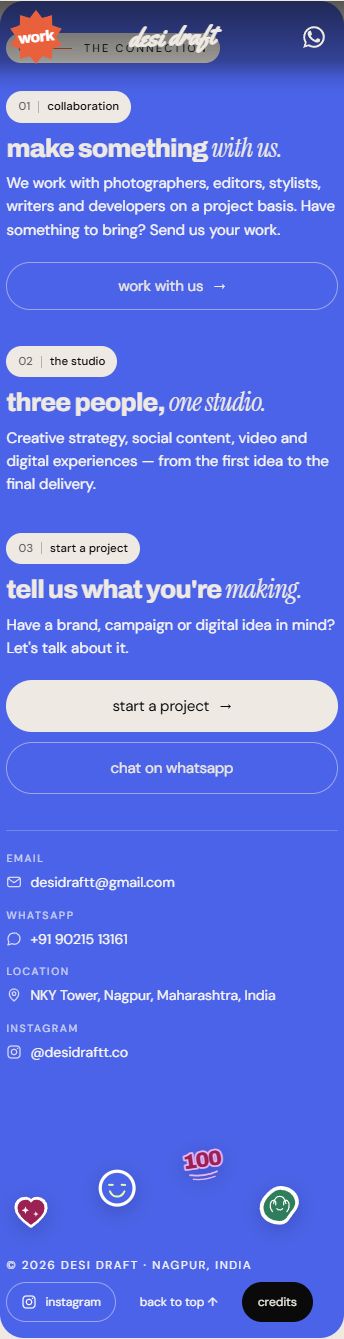 work
desi draft
THE CONNECTIO
01 | collaboration
make something with us.
We work with photographers, editors, stylists,
writers and developers on a project basis. Have
something to bring? Send us your work.
work with us →
02 | the studio
three people, one studio.
Creative strategy, social content, video and
digital experiences — from the first idea to the
final delivery.
03 | start a project
tell us what you're making.
Have a brand, campaign or digital idea in mind?
Let's talk about it.
start a project →
chat on whatsapp
EMAIL
desidraftt@gmail.com
WHATSAPP
+91 90215 13161
LOCATION
NKY Tower, Nagpur, Maharashtra, India
INSTAGRAM
@desidraftt.co
100
© 2026 DESI DRAFT · NAGPUR, INDIA
instagram
back to top ↑
credits